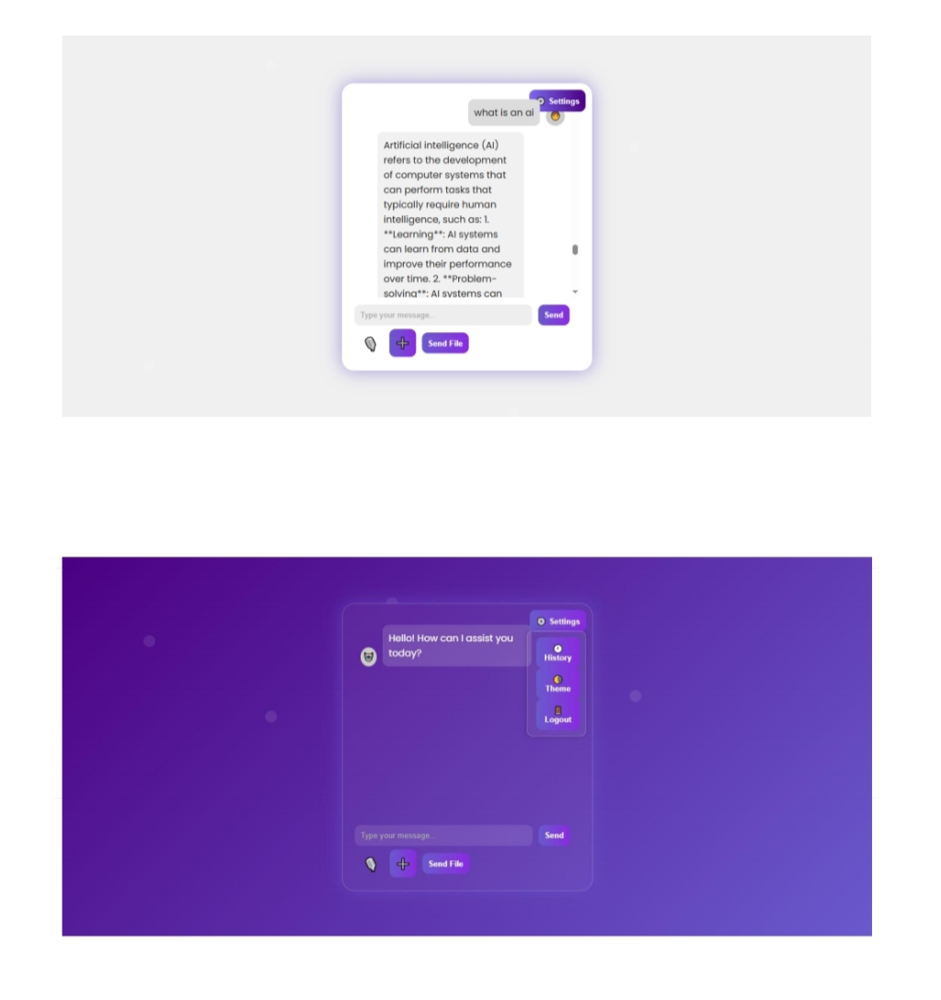 Settings
what is an ai
Artificial intelligence (AI)
refers to the development
of computer systems that
can perform tasks that
typically require human
intelligence, such as: 1.
**Learning**: AI systems
can learn from data and
improve their performance
over time. 2. **Problem-
solving**: AI systems can
Type your message...
Send
Send File
Settings
Hello! How can I assist you
today?
History
Theme
Logout
Type your message...
Send
Send File